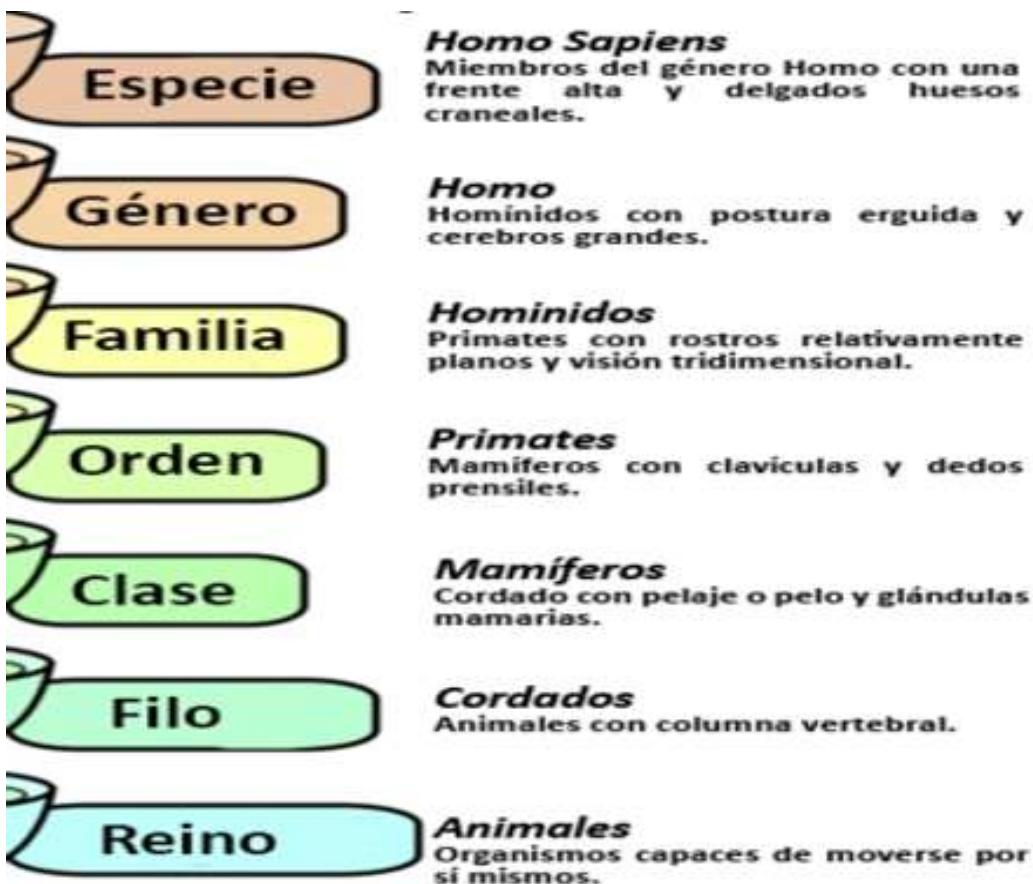 Especie
Homo Sapiens
Miembros del género Homo con una
frente alta y delgados huesos
craneales.
Género
Homo
Homínidos con postura erguida y
cerebros grandes.
Familia
Homínidos
Primates con rostros relativamente
planos y visión tridimensional.
Orden
Primates
Mamíferos con clavículas y dedos
prensiles.
Clase
Mamíferos
Cordado con pelaje o pelo y glándulas
mamarias.
Filo
Cordados
Animales con columna vertebral.
Reino
Animales
Organismos capaces de moverse por
sí mismos.